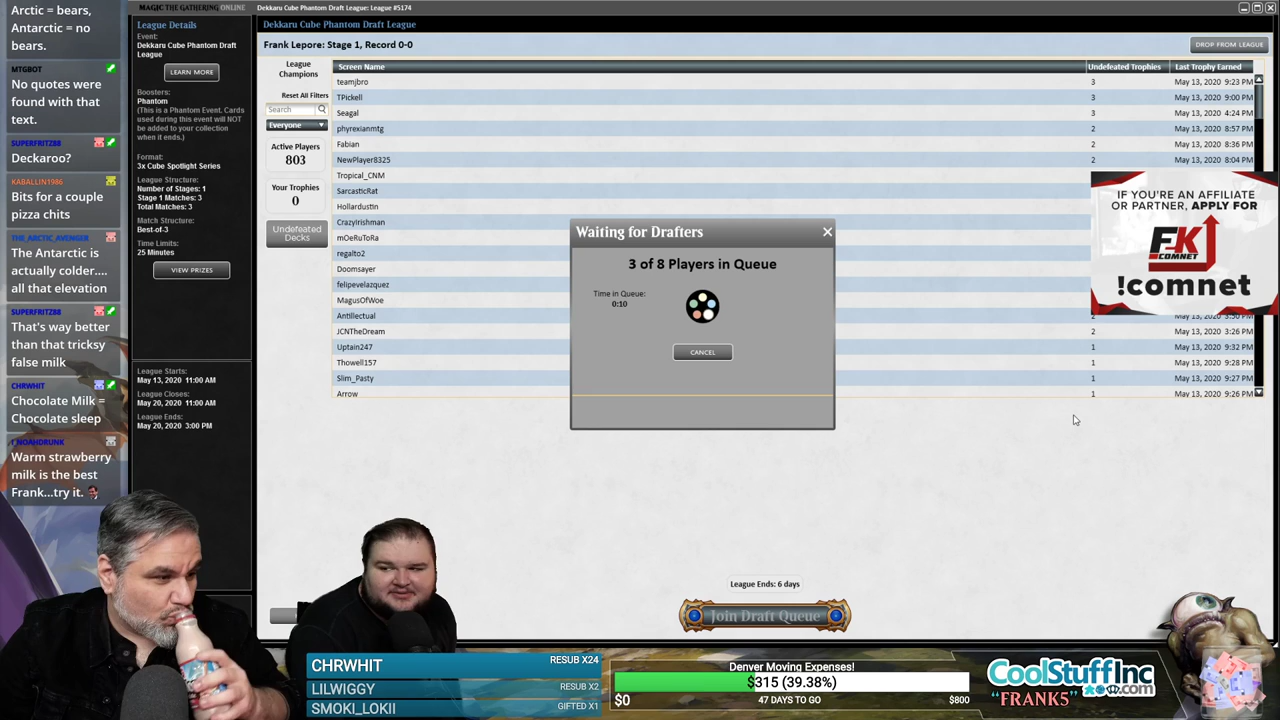 Arctic = bears,
Antarctic = no
bears.
MTGBOT
No quotes were
found with that
text.
SUPERFRITZ88
Deckaroo?
KABALLIN1986
Bits for a couple
pizza chits
THE_ARCTIC_AVENGER
The Antarctic is
actually colder....
all that elevation
SUPERFRITZ88
That's way better
than that tricksy
false milk
CHRWHIT
Chocolate Milk =
Chocolate sleep
I_NOAHDRUNK
Warm strawberry
milk is the best
Frank...try it.
MAGIC THE GATHERING ONLINE
Dekkaru Cube Phantom Draft League: League #5174
League Details
Event:
Dekkaru Cube Phantom Draft
League
LEARN MORE
Boosters:
Phantom
(This is a Phantom Event. Cards
used during this event will NOT
be added to your collection
when it ends.)
Format:
3x Cube Spotlight Series
League Structure:
Number of Stages: 1
Stage 1 Matches: 3
Total Matches: 3
Match Structure:
Best-of-3
Time Limits:
25 Minutes
VIEW PRIZES
League Starts:
May 13, 2020 11:00 AM
League Closes:
May 20, 2020 11:00 AM
League Ends:
May 20, 2020 3:00 PM
Dekkaru Cube Phantom Draft League
Frank Lepore: Stage 1, Record 0-0
DROP FROM LEAGUE
League
Champions
Reset All Filters
Search
Everyone
Active Players
803
Your Trophies
0
Undefeated
Decks
Screen Name Undefeated Trophies Last Trophy Earned
teamjbro 3 May 13, 2020 9:23 PM
TPickell 3 May 13, 2020 9:00 PM
Seagal 3 May 13, 2020 4:24 PM
phyrexianmtg 2 May 13, 2020 8:57 PM
Fabian 2 May 13, 2020 8:36 PM
NewPlayer8325 2 May 13, 2020 8:04 PM
Tropical_CNM
SarcasticRat
Hollardustin
CrazyIrishman
mOeRuToRa
regalto2
Doomsayer
felipevelazquez
MagusOfWoe
Antillectual 2 May 13, 2020 3:50 PM
JCNTheDream 2 May 13, 2020 3:26 PM
Uptain247 1 May 13, 2020 9:32 PM
Thowell157 1 May 13, 2020 9:28 PM
Slim_Pasty 1 May 13, 2020 9:27 PM
Arrow 1 May 13, 2020 9:26 PM
Waiting for Drafters
3 of 8 Players in Queue
Time in Queue:
0:10
CANCEL
IF YOU'RE AN AFFILIATE
OR PARTNER, APPLY FOR
F2K
COMNET
!comnet
League Ends: 6 days
Join Draft Queue
CHRWHIT RESUB X24
LILWIGGY RESUB X2
SMOKI_LOKII GIFTED X1
Denver Moving Expenses!
$315 (39.38%)
$0 47 DAYS TO GO $800
CoolStuffInc
.com
"FRANK5"